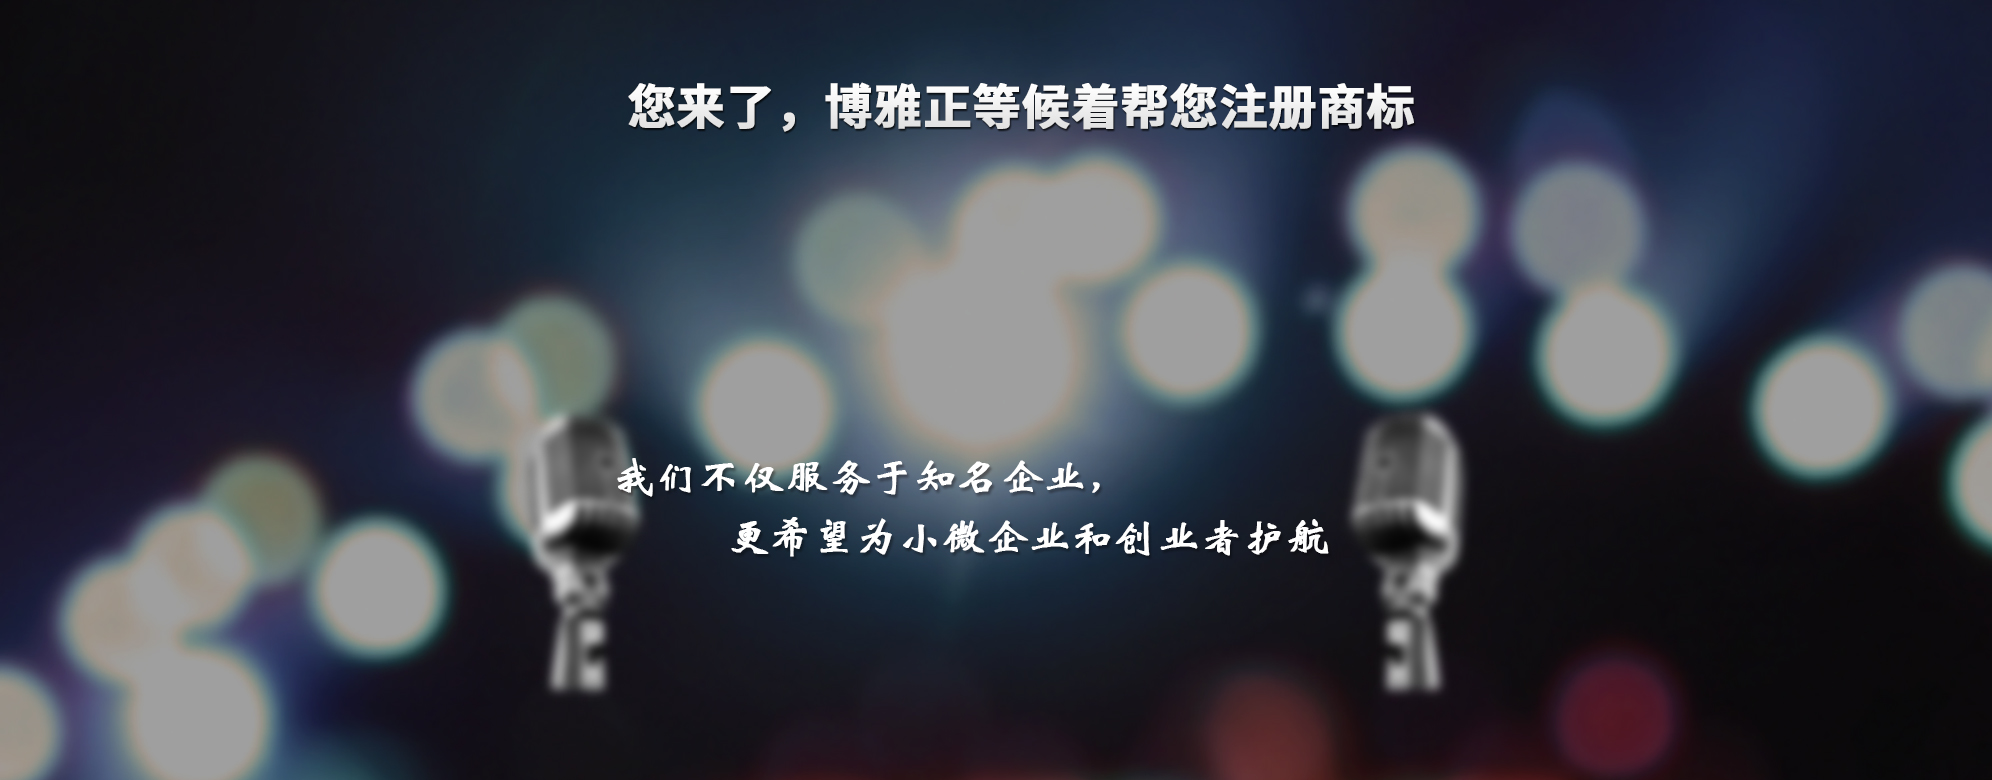 您来了，博雅正等候着帮您注册商标
我们不仅服务于知名企业，
更希望为小微企业和创业者护航